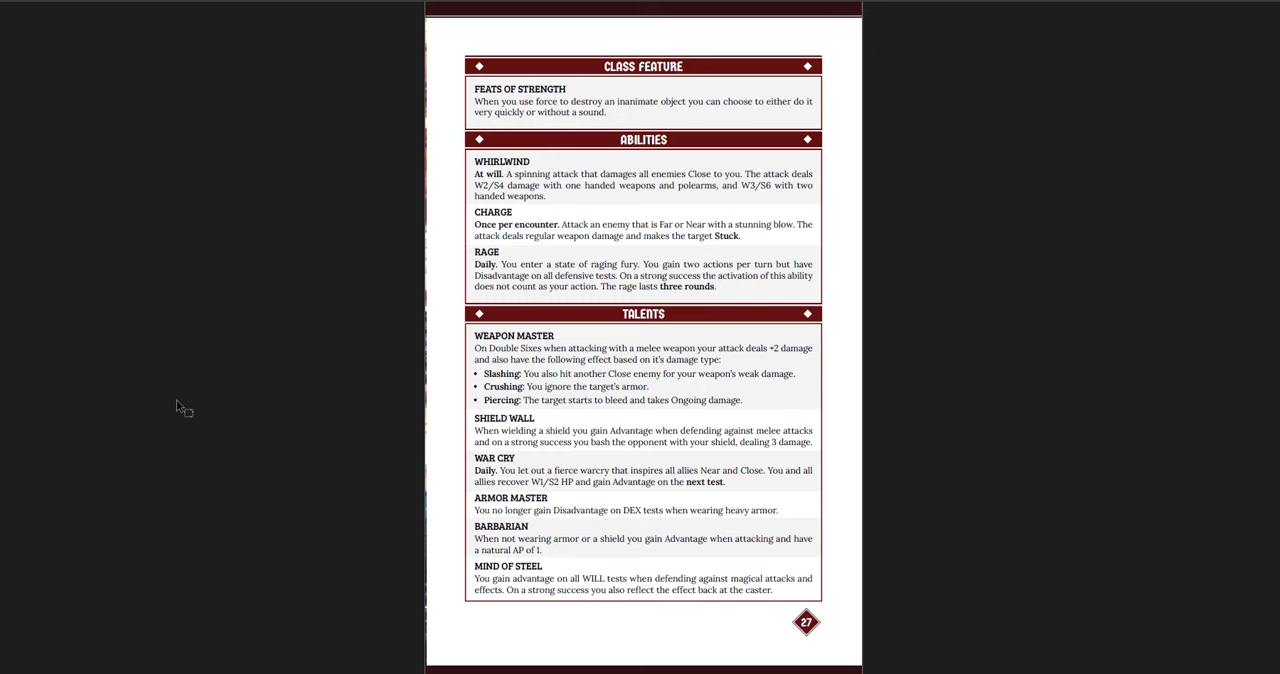 CLASS FEATURE
FEATS OF STRENGTH
When you use force to destroy an inanimate object you can choose to either do it
very quickly or without a sound.
ABILITIES
WHIRLWIND
At will. A spinning attack that damages all enemies Close to you. The attack deals
W2/S4 damage with one handed weapons and polearms, and W3/S6 with two
handed weapons.
CHARGE
Once per encounter. Attack an enemy that is Far or Near with a stunning blow. The
attack deals regular weapon damage and makes the target Stuck.
RAGE
Daily. You enter a state of raging fury. You gain two actions per turn but have
Disadvantage on all defensive tests. On a strong success the activation of this ability
does not count as your action. The rage lasts three rounds.
TALENTS
WEAPON MASTER
On Double Sixes when attacking with a melee weapon your attack deals +2 damage
and also have the following effect based on it's damage type:
• Slashing: You also hit another Close enemy for your weapon's weak damage.
• Crushing: You ignore the target's armor.
• Piercing: The target starts to bleed and takes Ongoing damage.
SHIELD WALL
When wielding a shield you gain Advantage when defending against melee attacks
and on a strong success you bash the opponent with your shield, dealing 3 damage.
WAR CRY
Daily. You let out a fierce warcry that inspires all allies Near and Close. You and all
allies recover W1/S2 HP and gain Advantage on the next test.
ARMOR MASTER
You no longer gain Disadvantage on DEX tests when wearing heavy armor.
BARBARIAN
When not wearing armor or a shield you gain Advantage when attacking and have
a natural AP of 1.
MIND OF STEEL
You gain advantage on all WILL tests when defending against magical attacks and
effects. On a strong success you also reflect the effect back at the caster.
27